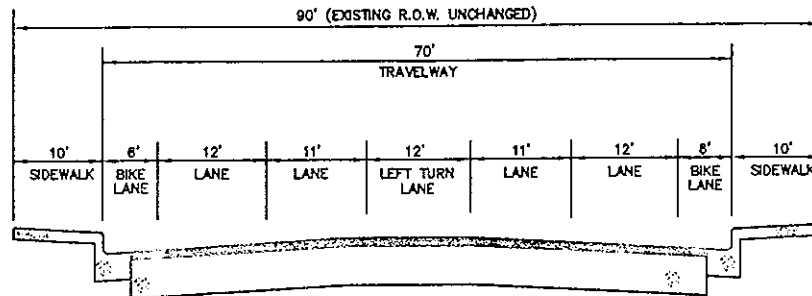 90' (EXISTING R.O.W. UNCHANGED)
70'
TRAVELWAY
10' 6' 12' 11' 12' 11' 12' 6' 10'
SIDEWALK BIKE LANE LANE LANE LEFT TURN LANE LANE LANE BIKE LANE SIDEWALK